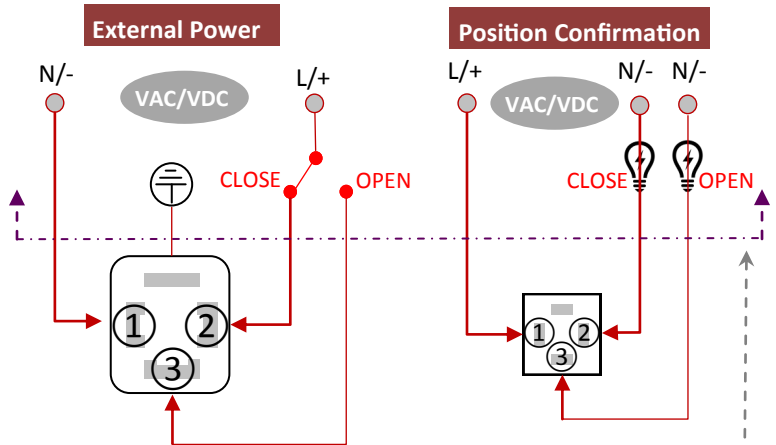 External Power
Position Confirmation
N/-
L/+
L/+
N/-
N/-
VAC/VDC
VAC/VDC
CLOSE
OPEN
CLOSE
OPEN
1
2
3
1
2
3